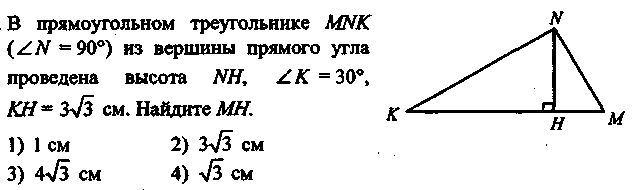 В прямоугольном треугольнике MNK
(∠N = 90°) из вершины прямого угла
проведена высота NH, ∠K = 30°,
KH = 3√3 см. Найдите MH.
1) 1 см 2) 3√3 см
3) 4√3 см 4) √3 см
N
K
H
M